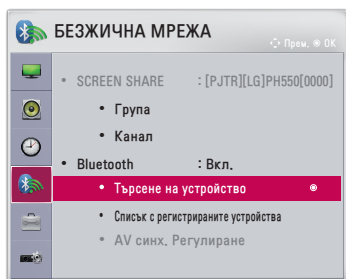 БЕЗЖИЧНА МРЕЖА
Прем. OK
• SCREEN SHARE : [PJTR][LG]PH550[0000]
• Група
• Канал
• Bluetooth : Вкл.
• Търсене на устройство
• Списък с регистрираните устройства
• AV синх. Регулиране